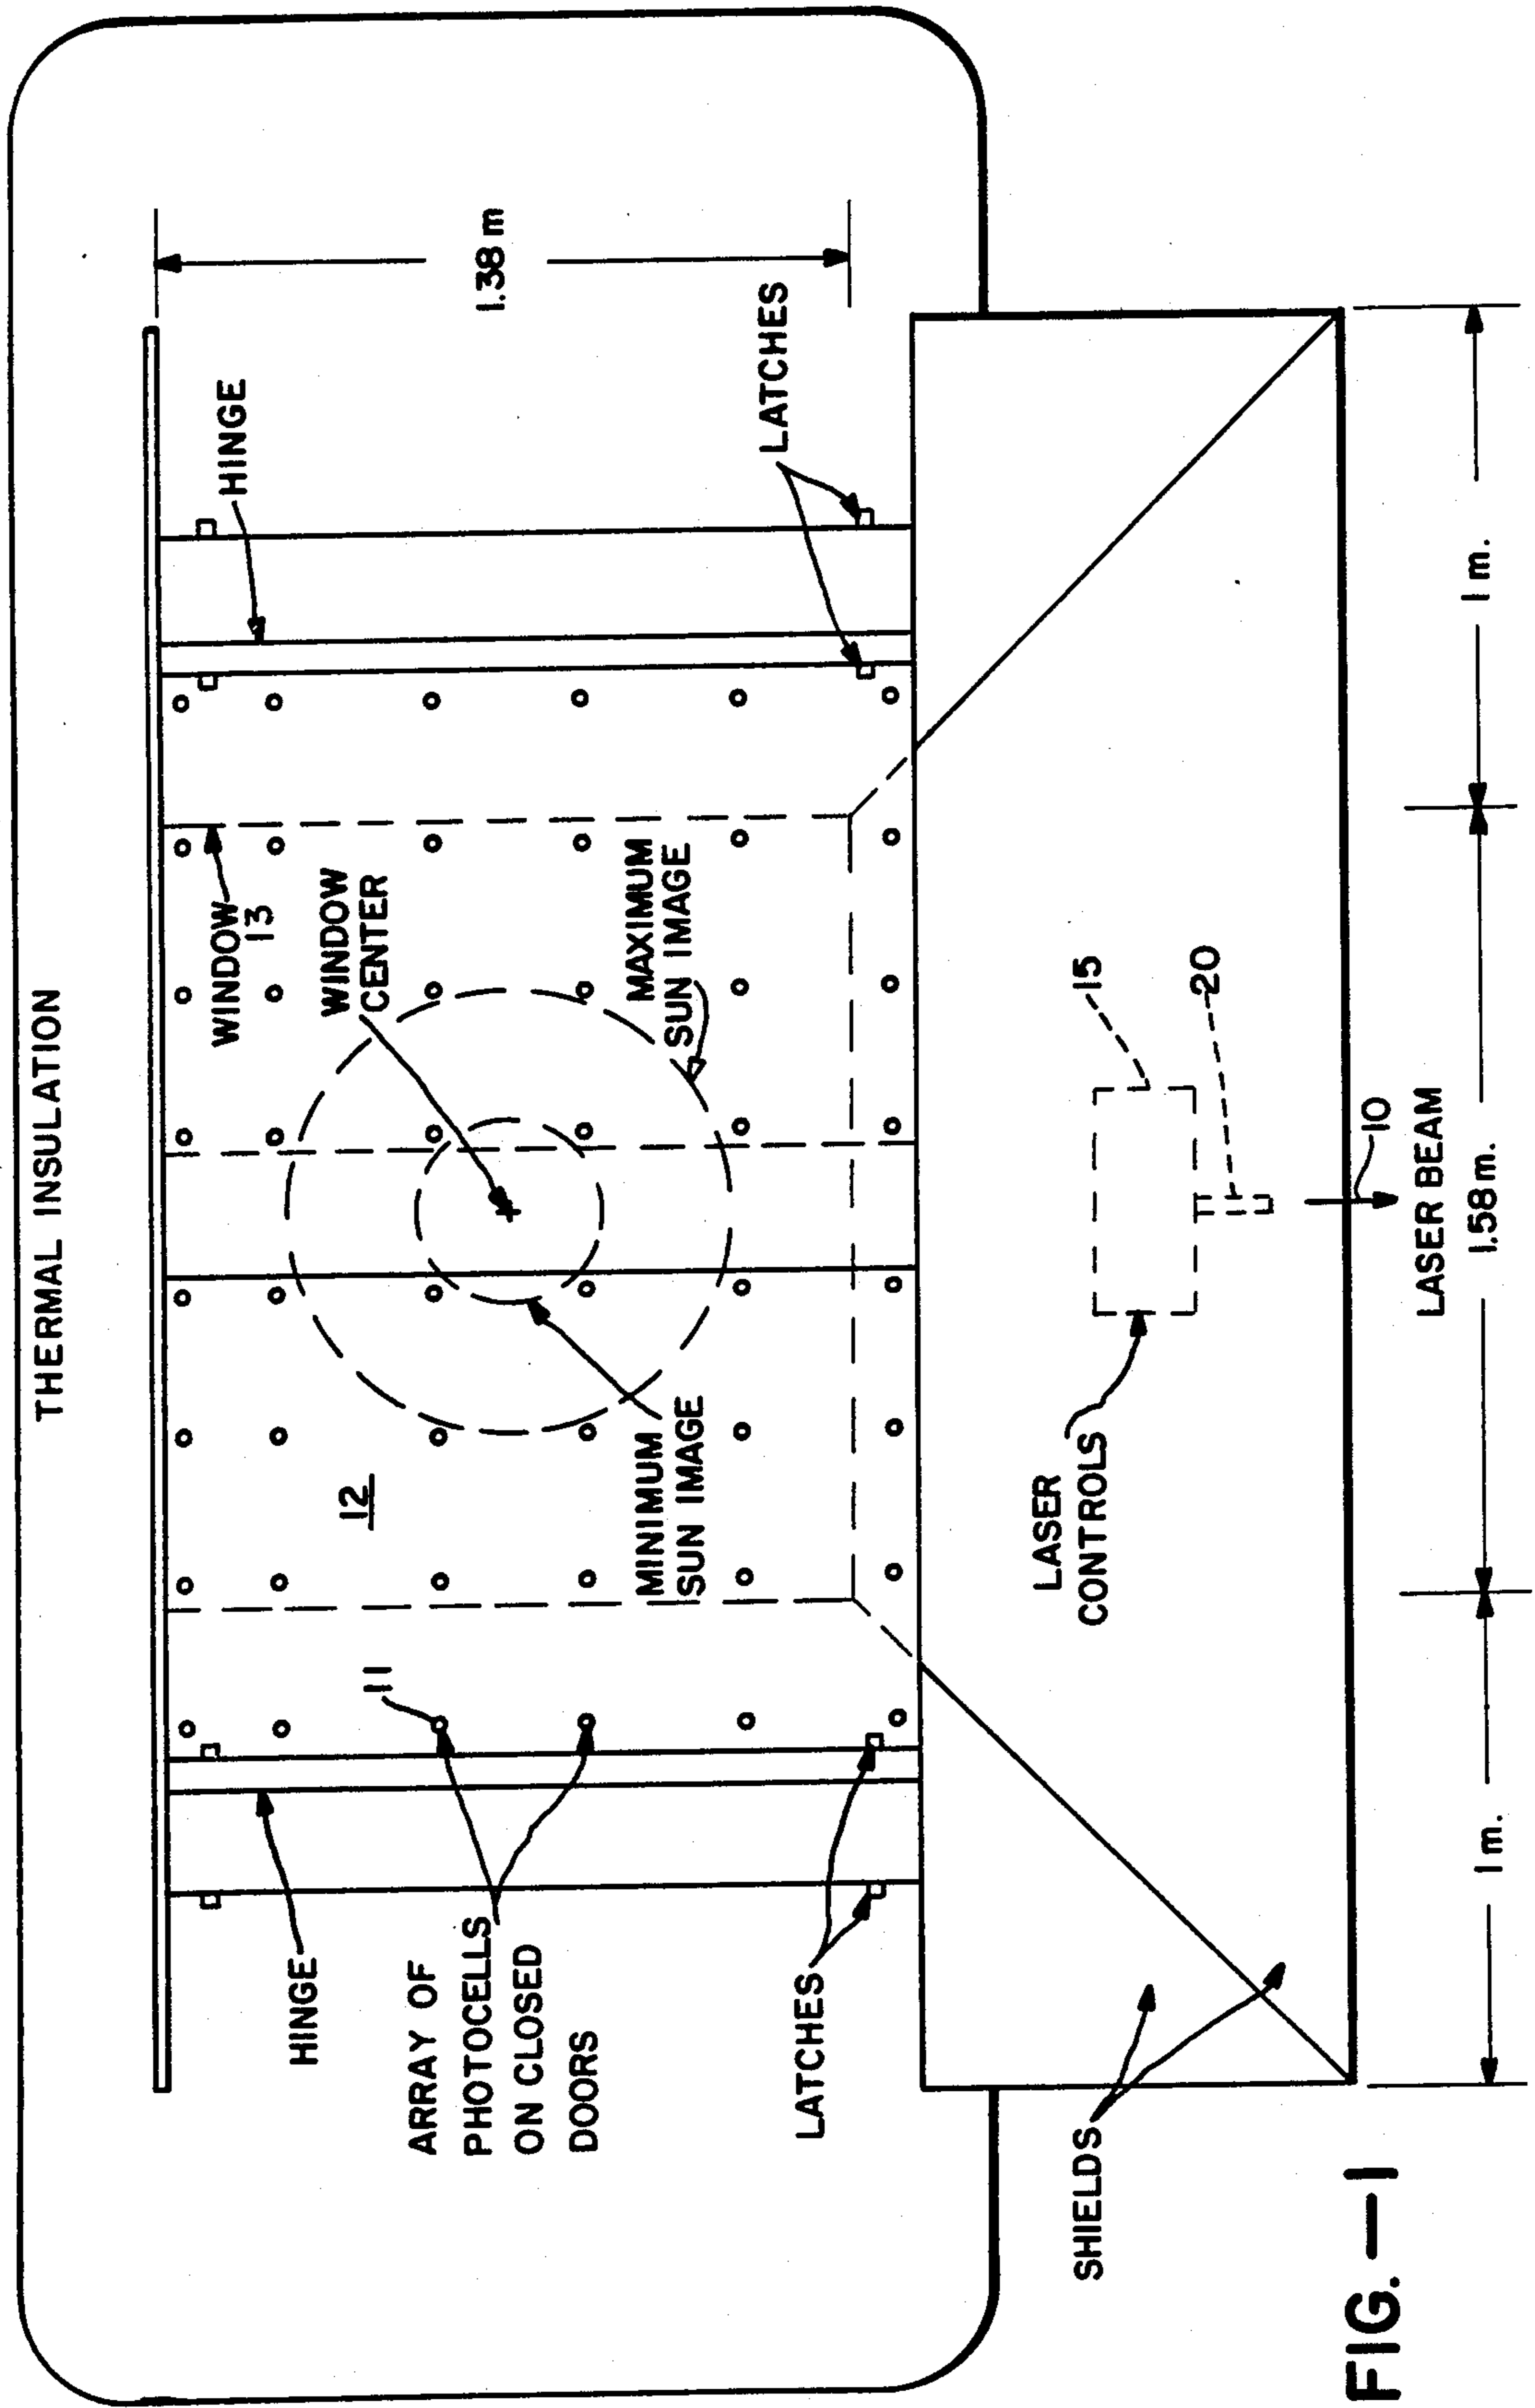 THERMAL INSULATION
1.38 m
HINGE
LATCHES
WINDOW
13
WINDOW
CENTER
MAXIMUM
SUN IMAGE
12
MINIMUM
SUN IMAGE
11
HINGE
ARRAY OF
PHOTOCELLS
ON CLOSED
DOORS
LATCHES
15
20
LASER
CONTROLS
10
LASER BEAM
SHIELDS
1 m.
1.58 m.
1 m.
FIG. — 1